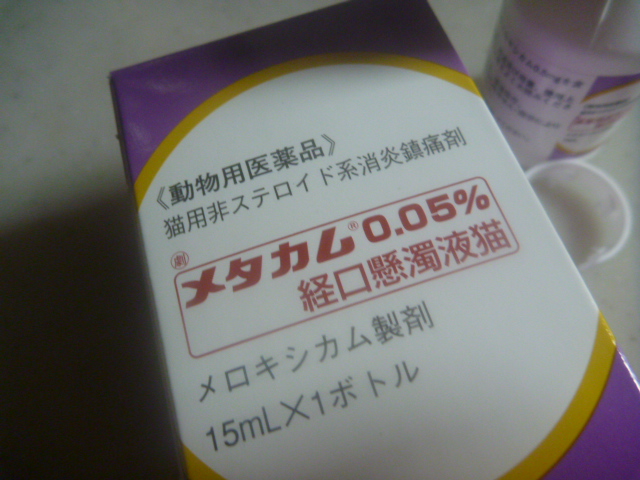 《動物用医薬品》
猫用非ステロイド系消炎鎮痛剤
劇 メタカム® 0.05%
経口懸濁液猫
メロキシカム製剤
15mL×1ボトル